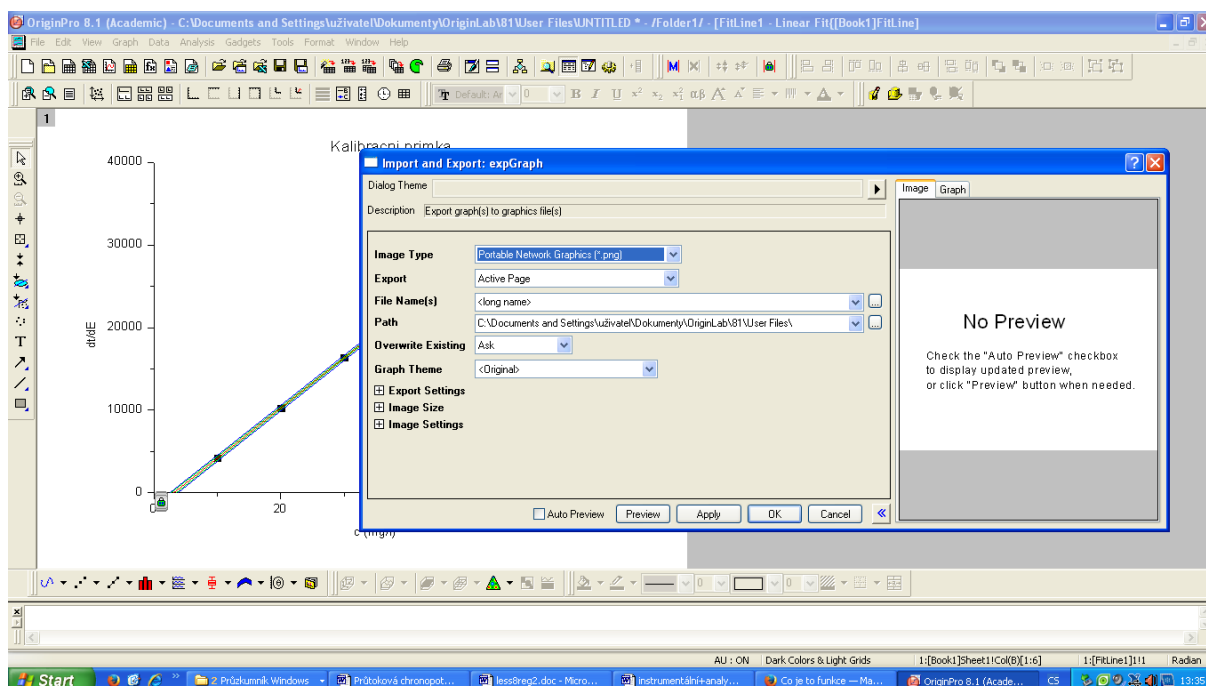 OriginPro 8.1 (Academic) - C:\Documents and Settings\uživatel\Dokumenty\OriginLab\81\User Files\UNTITLED * - /Folder1/ - [FitLine1 - Linear Fit([Book1]FitLine]
File Edit View Graph Data Analysis Gadgets Tools Format Window Help
Default: Ar 0 B I U
1
Kalibracni primka
40000
30000
20000
10000
0
dt/dE
0 20
c (mg/l)
Import and Export: expGraph
Dialog Theme
Description Export graph(s) to graphics file(s)
Image Type Portable Network Graphics (*.png)
Export Active Page
File Name(s) <long name>
Path C:\Documents and Settings\uživatel\Dokumenty\OriginLab\81\User Files\
Overwrite Existing Ask
Graph Theme <Original>
Export Settings
Image Size
Image Settings
Auto Preview Preview Apply OK Cancel
Image Graph
No Preview
Check the "Auto Preview" checkbox
to display updated preview,
or click "Preview" button when needed.
0 0
AU : ON Dark Colors & Light Grids 1:[Book1]Sheet1!Col(B)[1:6] 1:[FitLine1]1!1 Radian
Start 2 Průzkumník Windows Průtoková chronopot... less8reg2.doc - Micro... instrumentální+analy... Co je to funkce — Ma... OriginPro 8.1 (Acade... CS 13:35